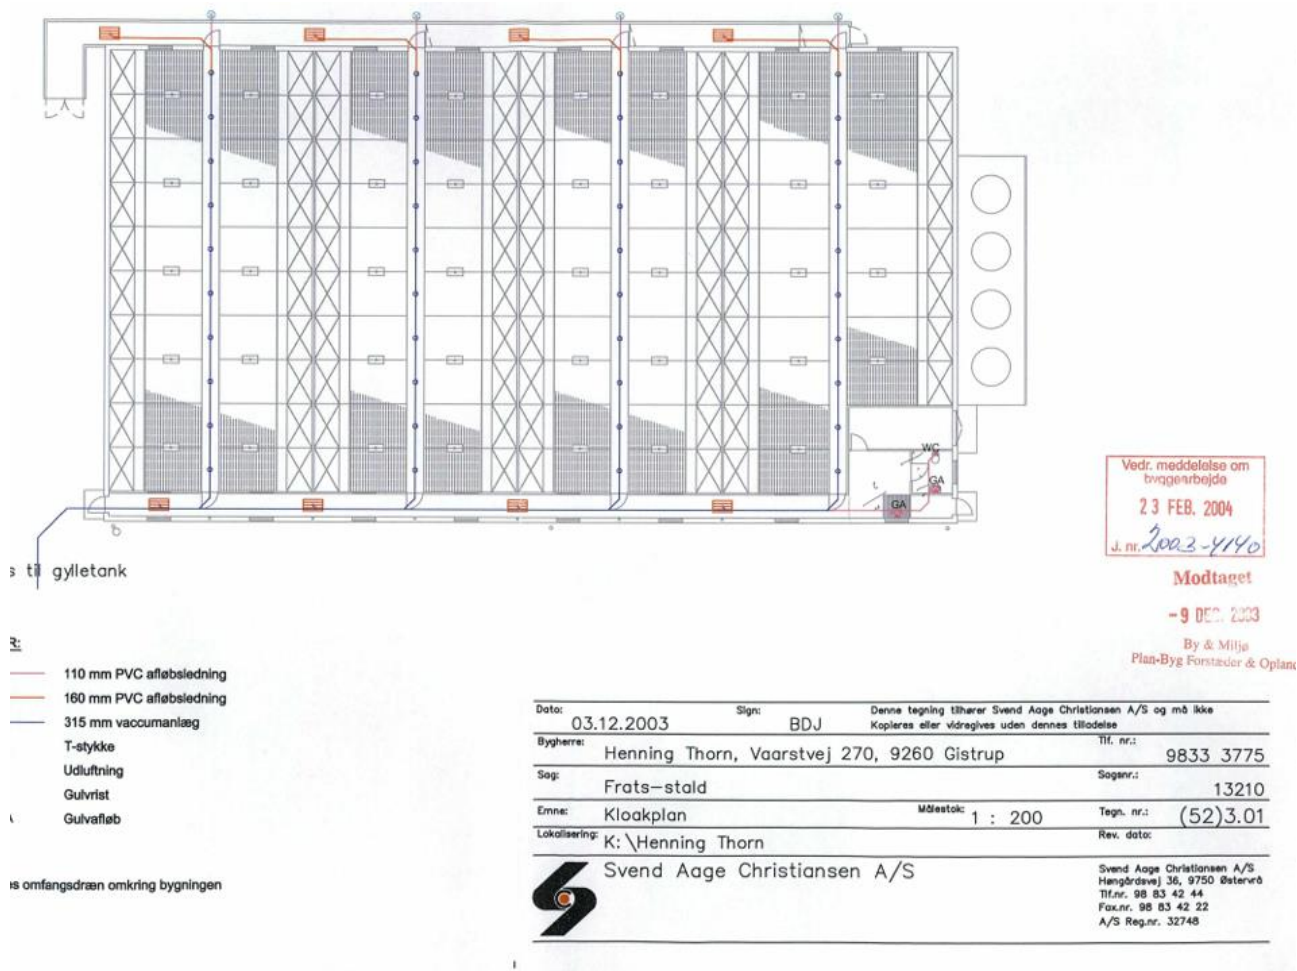 WC
GA
GA
Vedr. meddelelse om
byggearbejde
23 FEB. 2004
J. nr. 2003-4140
Modtaget
-9 DEC. 2003
By & Miljø
Plan-Byg Forstæder & Opland
s til gylletank
R:
110 mm PVC afløbsledning
160 mm PVC afløbsledning
315 mm vaccumanlæg
T-stykke
Udluftning
Gulvrist
Gulvafløb
omfangsdræn omkring bygningen
Dato: 03.12.2003 Sign: BDJ Denne tegning tilhører Svend Aage Christiansen A/S og må ikke
Kopieres eller vidregives uden dennes tilladelse
Bygherre: Henning Thorn, Vaarstvej 270, 9260 Gistrup Tlf. nr.: 9833 3775
Sag: Frats-stald Sagsnr.: 13210
Emne: Kloakplan Målestok: 1 : 200 Tegn. nr.: (52)3.01
Lokalisering: K:\Henning Thorn Rev. dato:
Svend Aage Christiansen A/S
Svend Aage Christiansen A/S
Høngårdsvej 36, 9750 Østervrå
Tlf.nr. 98 83 42 44
Fax.nr. 98 83 42 22
A/S Reg.nr. 32748